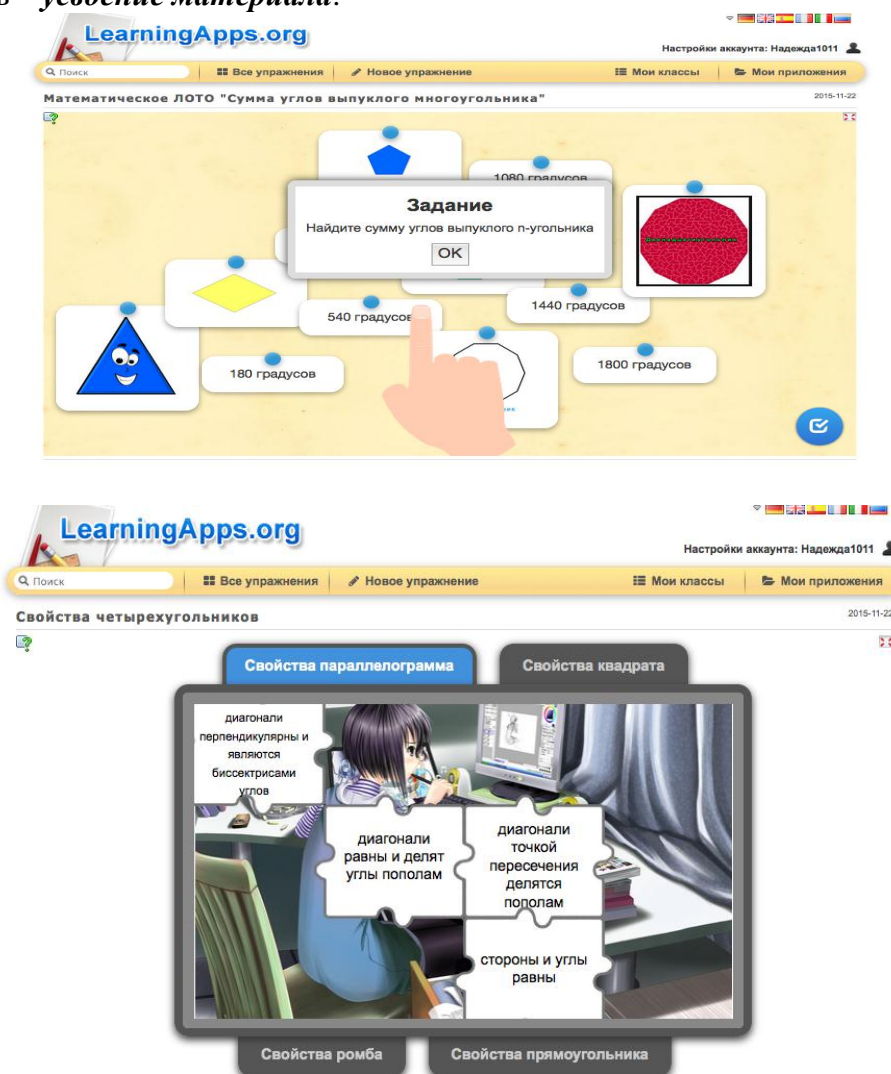 усвоение материала.
LearningApps.org
Настройки аккаунта: Надежда1011
Поиск
Все упражнения
Новое упражнение
Мои классы
Мои приложения
Математическое ЛОТО "Сумма углов выпуклого многоугольника"
2015-11-22
1080 градусов
Задание
Найдите сумму углов выпуклого n-угольника
OK
Двенадцатиугольник
1440 градусов
540 градусов
180 градусов
1800 градусов
LearningApps.org
Настройки аккаунта: Надежда1011
Поиск
Все упражнения
Новое упражнение
Мои классы
Мои приложения
Свойства четырехугольников
2015-11-22
Свойства параллелограмма
Свойства квадрата
диагонали
перпендикулярны и
являются
биссектрисами
углов
диагонали
равны и делят
углы пополам
диагонали
точкой
пересечения
делятся
пополам
стороны и углы
равны
Свойства ромба
Свойства прямоугольника